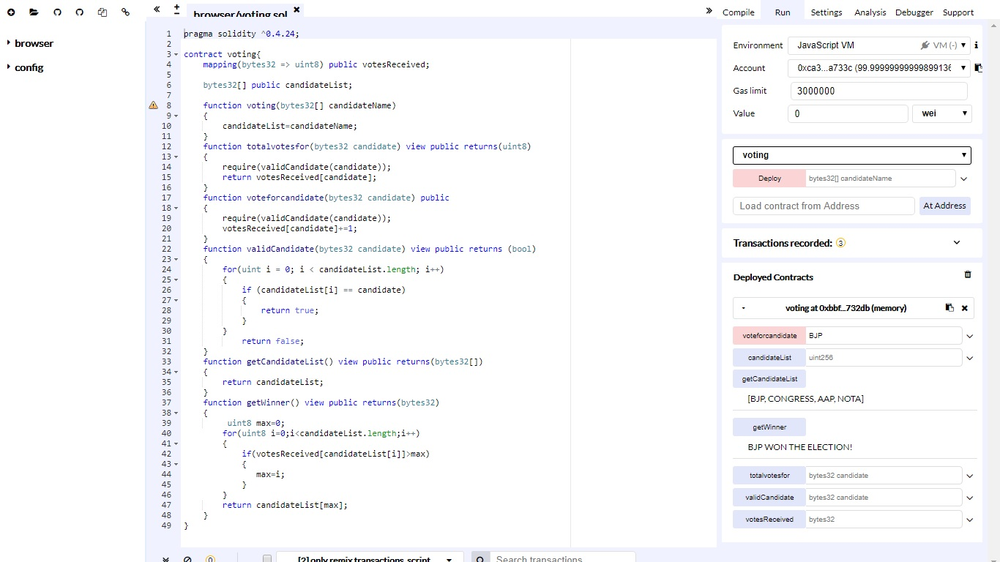 browser/voting.sol
Compile Run Settings Analysis Debugger Support
browser
config
1 pragma solidity ^0.4.24;
2
3 contract voting{
4 mapping(bytes32 => uint8) public votesReceived;
5
6 bytes32[] public candidateList;
7
8 function voting(bytes32[] candidateName)
9 {
10 candidateList=candidateName;
11 }
12 function totalvotesfor(bytes32 candidate) view public returns(uint8)
13 {
14 require(validCandidate(candidate));
15 return votesReceived[candidate];
16 }
17 function voteforcandidate(bytes32 candidate) public
18 {
19 require(validCandidate(candidate));
20 votesReceived[candidate]+=1;
21 }
22 function validCandidate(bytes32 candidate) view public returns (bool)
23 {
24 for(uint i = 0; i < candidateList.length; i++)
25 {
26 if (candidateList[i] == candidate)
27 {
28 return true;
29 }
30 }
31 return false;
32 }
33 function getCandidateList() view public returns(bytes32[])
34 {
35 return candidateList;
36 }
37 function getWinner() view public returns(bytes32)
38 {
39 uint8 max=0;
40 for(uint8 i=0;i<candidateList.length;i++)
41 {
42 if(votesReceived[candidateList[i]]>max)
43 {
44 max=i;
45 }
46 }
47 return candidateList[max];
48 }
49 }
0
[2] only remix transactions, script
Search transactions
Environment JavaScript VM VM (-)
Account 0xca3...a733c (99.99999999999899136
Gas limit 3000000
Value 0 wei
voting
Deploy bytes32[] candidateName
Load contract from Address At Address
Transactions recorded: 3
Deployed Contracts
voting at 0xbbf...732db (memory)
voteforcandidate BJP
candidateList uint256
getCandidateList
[BJP, CONGRESS, AAP, NOTA]
getWinner
BJP WON THE ELECTION!
totalvotesfor bytes32 candidate
validCandidate bytes32 candidate
votesReceived bytes32